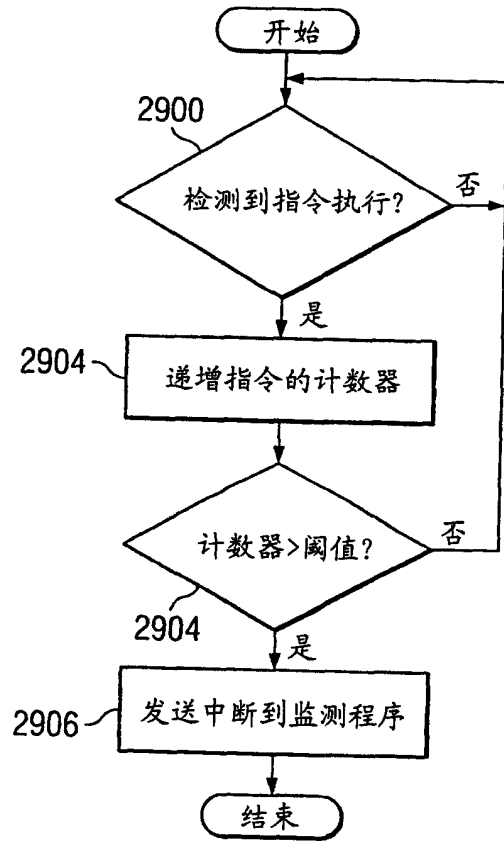 开始
2900
检测到指令执行?
否
是
2904
递增指令的计数器
计数器>阈值?
否
2904
是
2906
发送中断到监测程序
结束